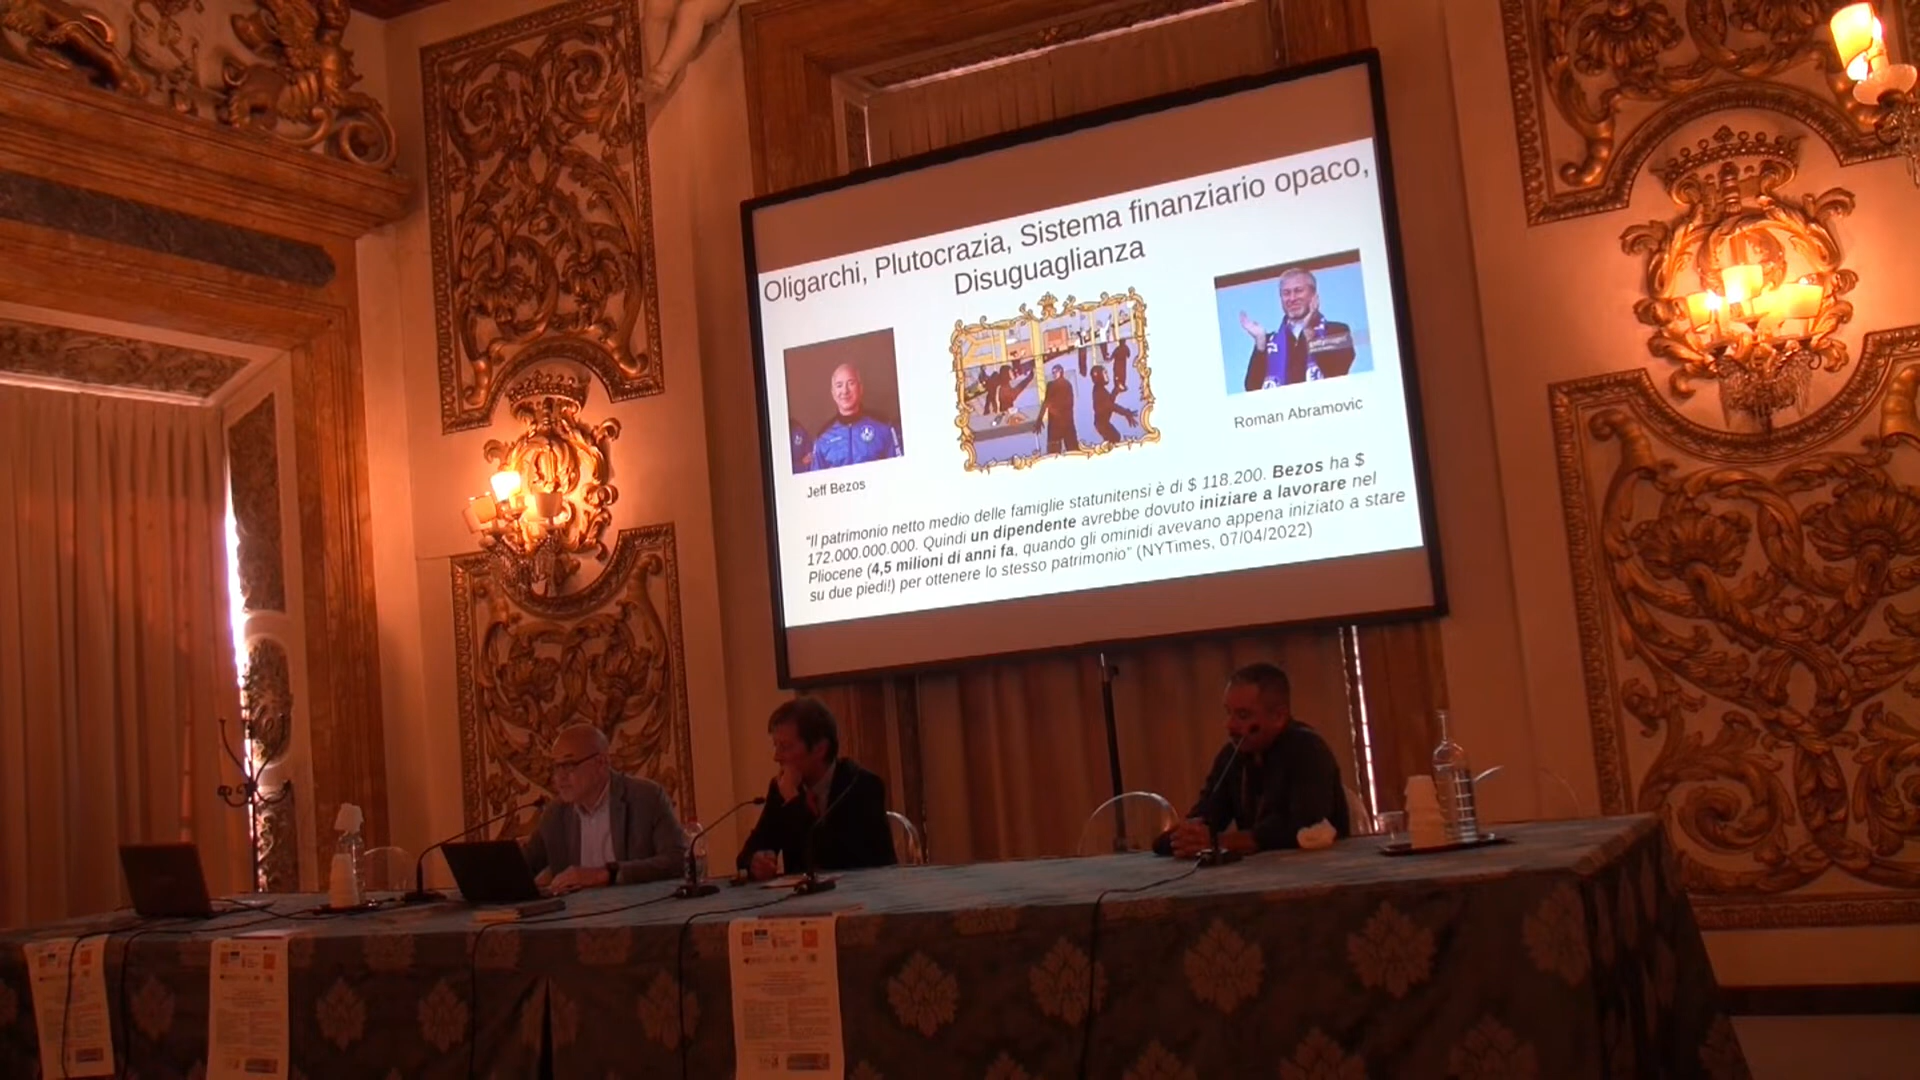 Oligarchi, Plutocrazia, Sistema finanziario opaco,
Disuguaglianza
Jeff Bezos
Roman Abramovic
“Il patrimonio netto medio delle famiglie statunitensi è di $ 118.200. Bezos ha $
172.000.000.000. Quindi un dipendente avrebbe dovuto iniziare a lavorare nel
Pliocene (4,5 milioni di anni fa, quando gli ominidi avevano appena iniziato a stare
su due piedi!) per ottenere lo stesso patrimonio” (NYTimes, 07/04/2022)